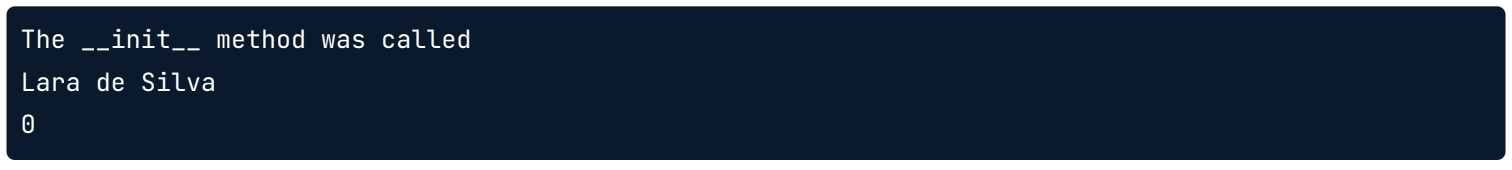 The __init__ method was called
Lara de Silva
0